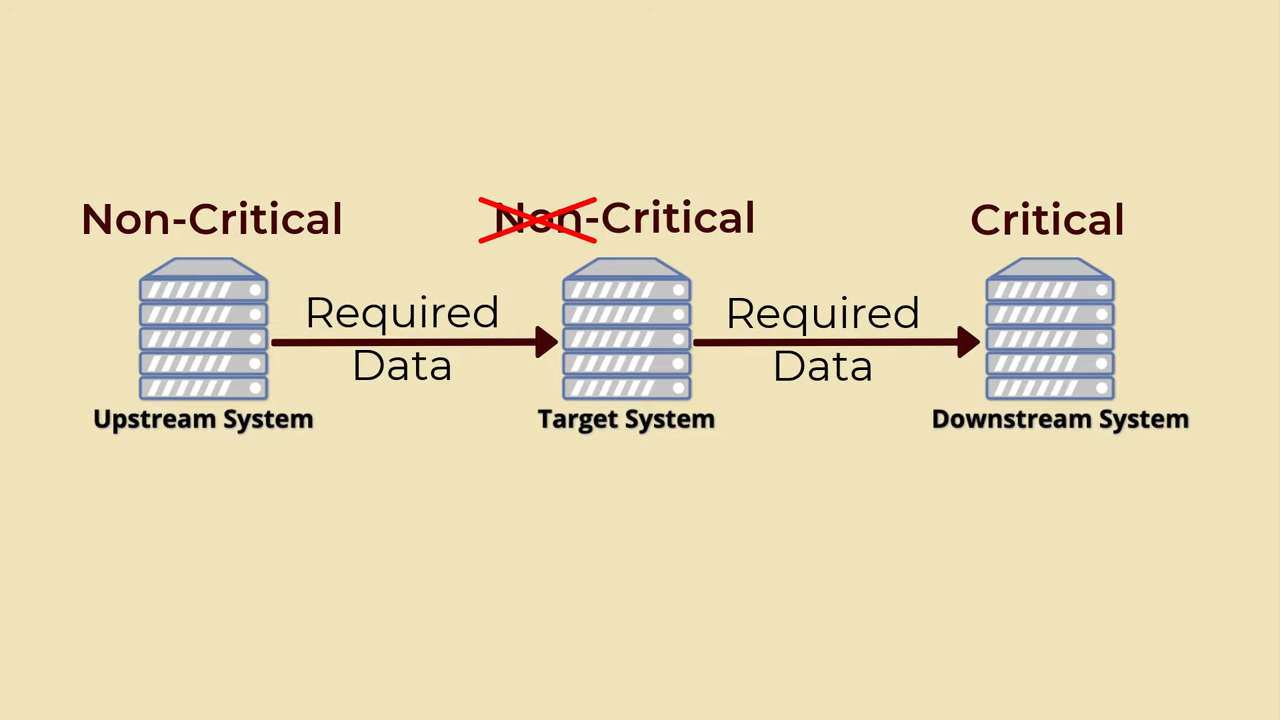 Non-Critical
Non-Critical
Critical
Required
Data
Required
Data
Upstream System
Target System
Downstream System